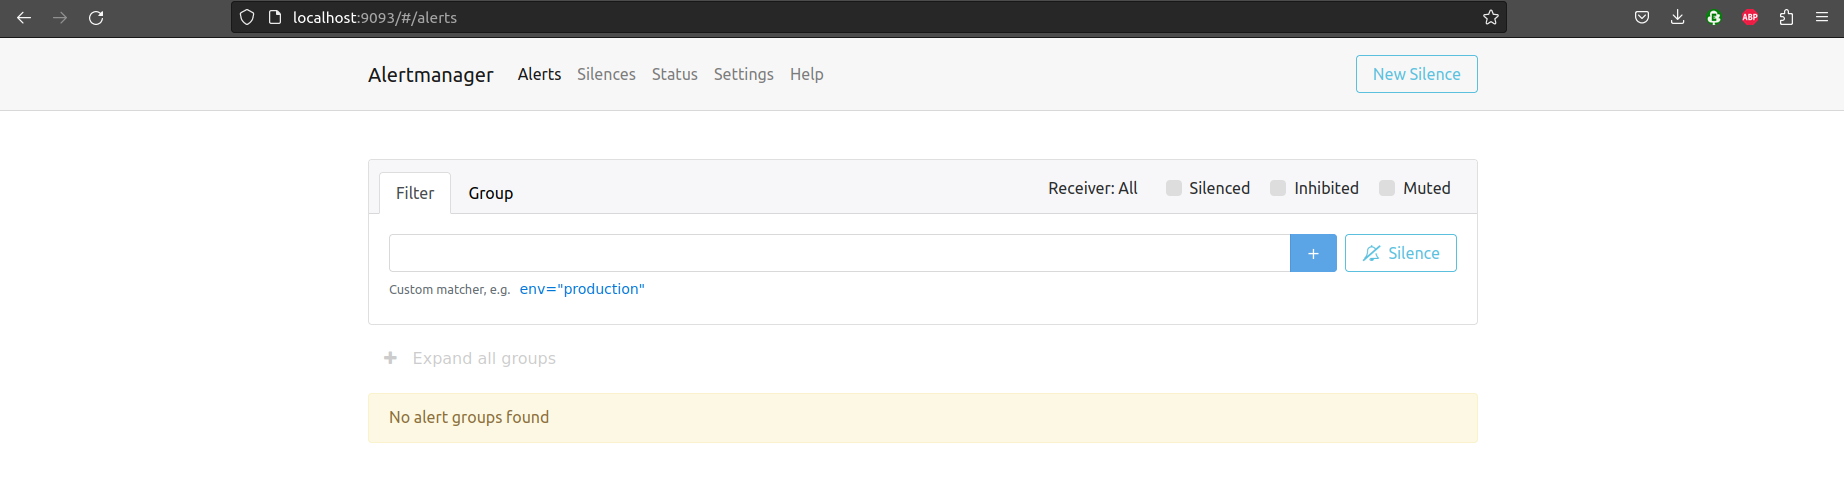 localhost:9093/#/alerts
ABP
Alertmanager Alerts Silences Status Settings Help New Silence
Filter Group Receiver: All Silenced Inhibited Muted
+ Silence
Custom matcher, e.g. env="production"
+ Expand all groups
No alert groups found